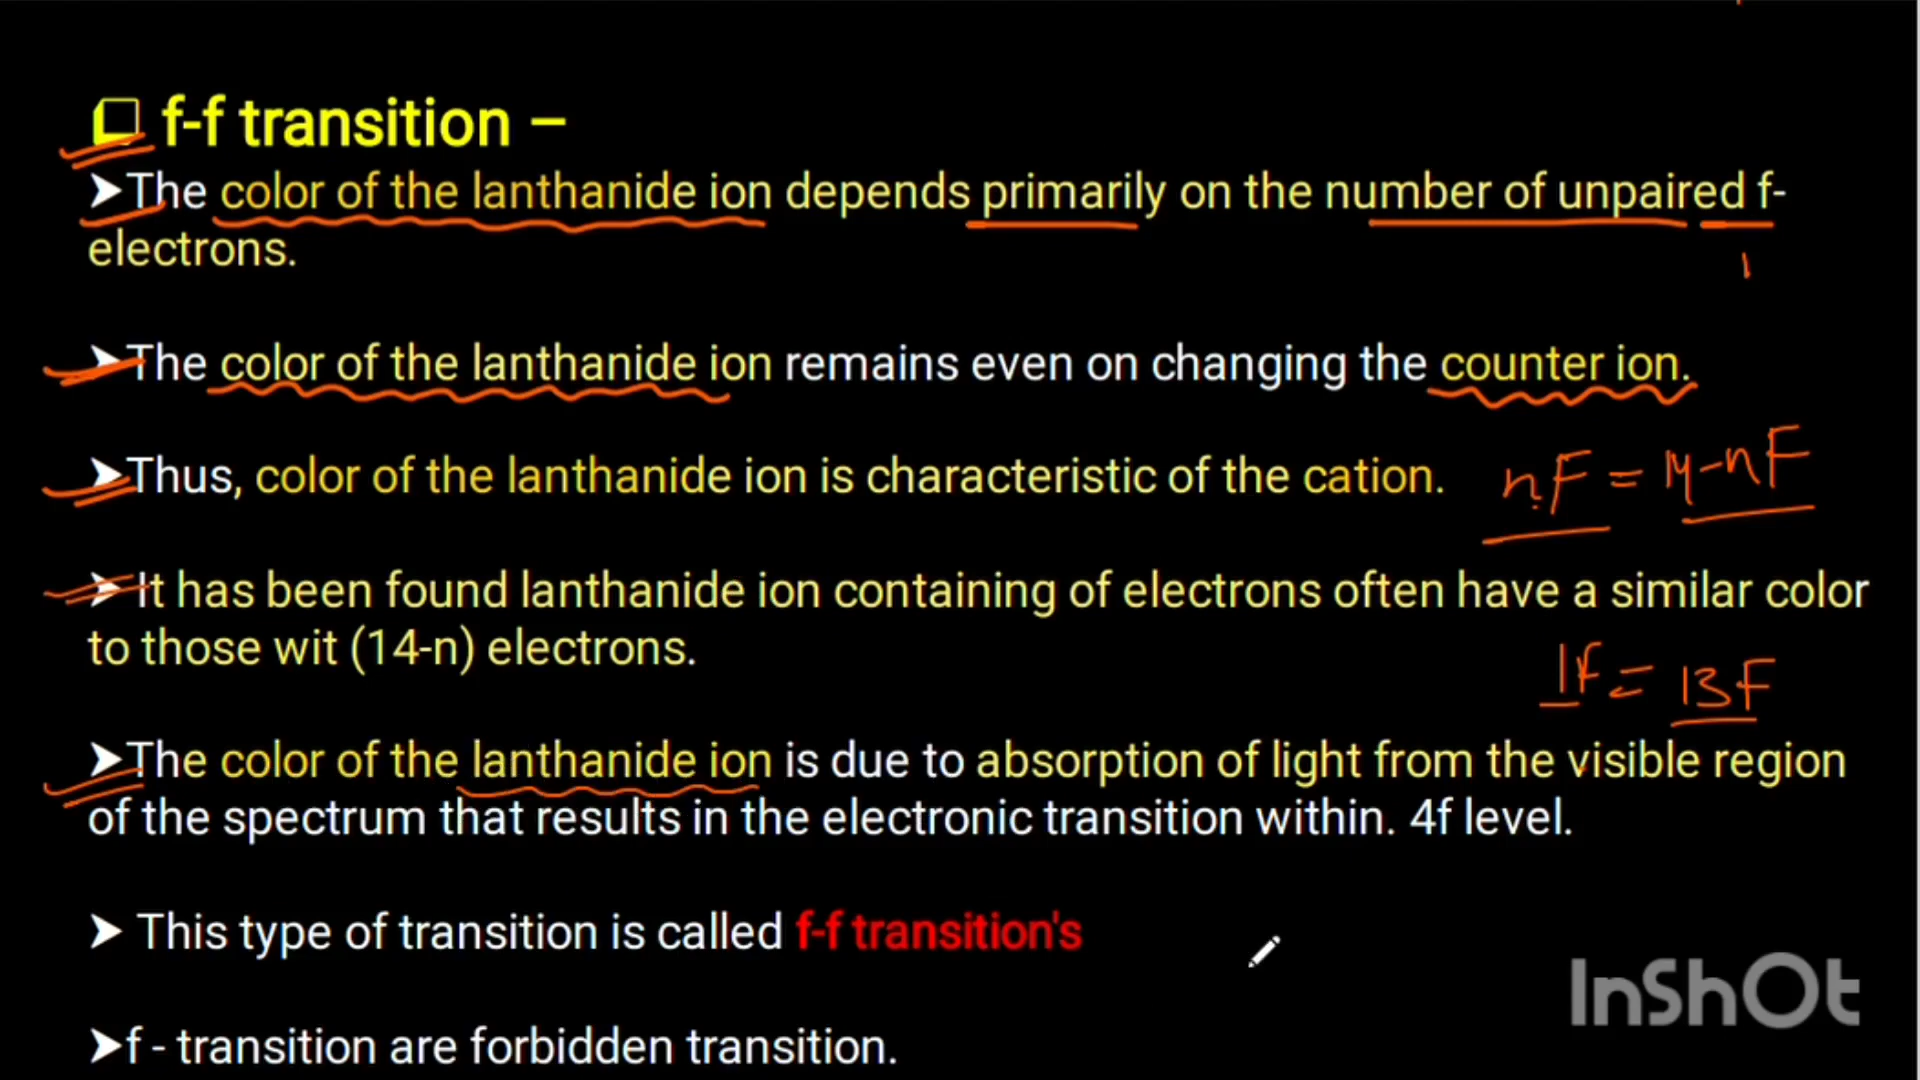 f-f transition –
➤The color of the lanthanide ion depends primarily on the number of unpaired f-
electrons.
➤The color of the lanthanide ion remains even on changing the counter ion.
➤Thus, color of the lanthanide ion is characteristic of the cation.
nF = 14-nF
➤It has been found lanthanide ion containing of electrons often have a similar color
to those wit (14-n) electrons.
1f = 13F
➤The color of the lanthanide ion is due to absorption of light from the visible region
of the spectrum that results in the electronic transition within. 4f level.
➤ This type of transition is called f-f transition's
➤f - transition are forbidden transition.
InShOt